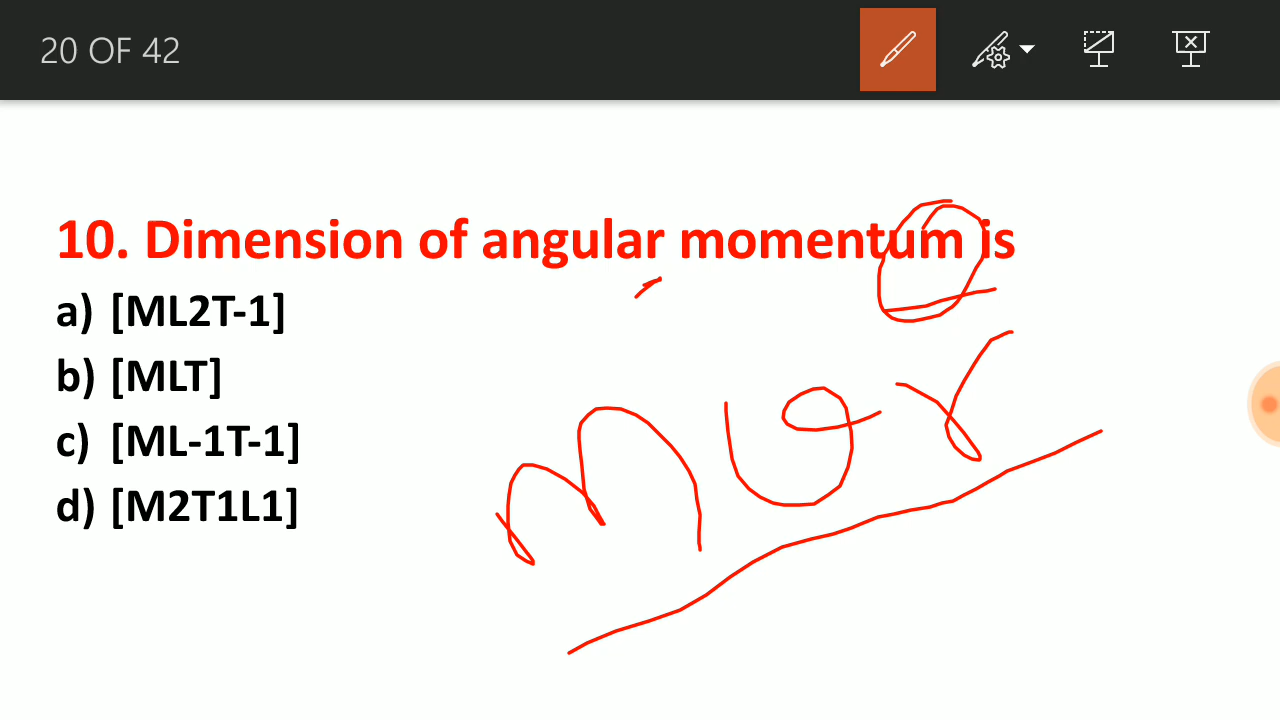 20 OF 42
10. Dimension of angular momentum is
a) [ML2T-1]
b) [MLT]
c) [ML-1T-1]
d) [M2T1L1]
mvr